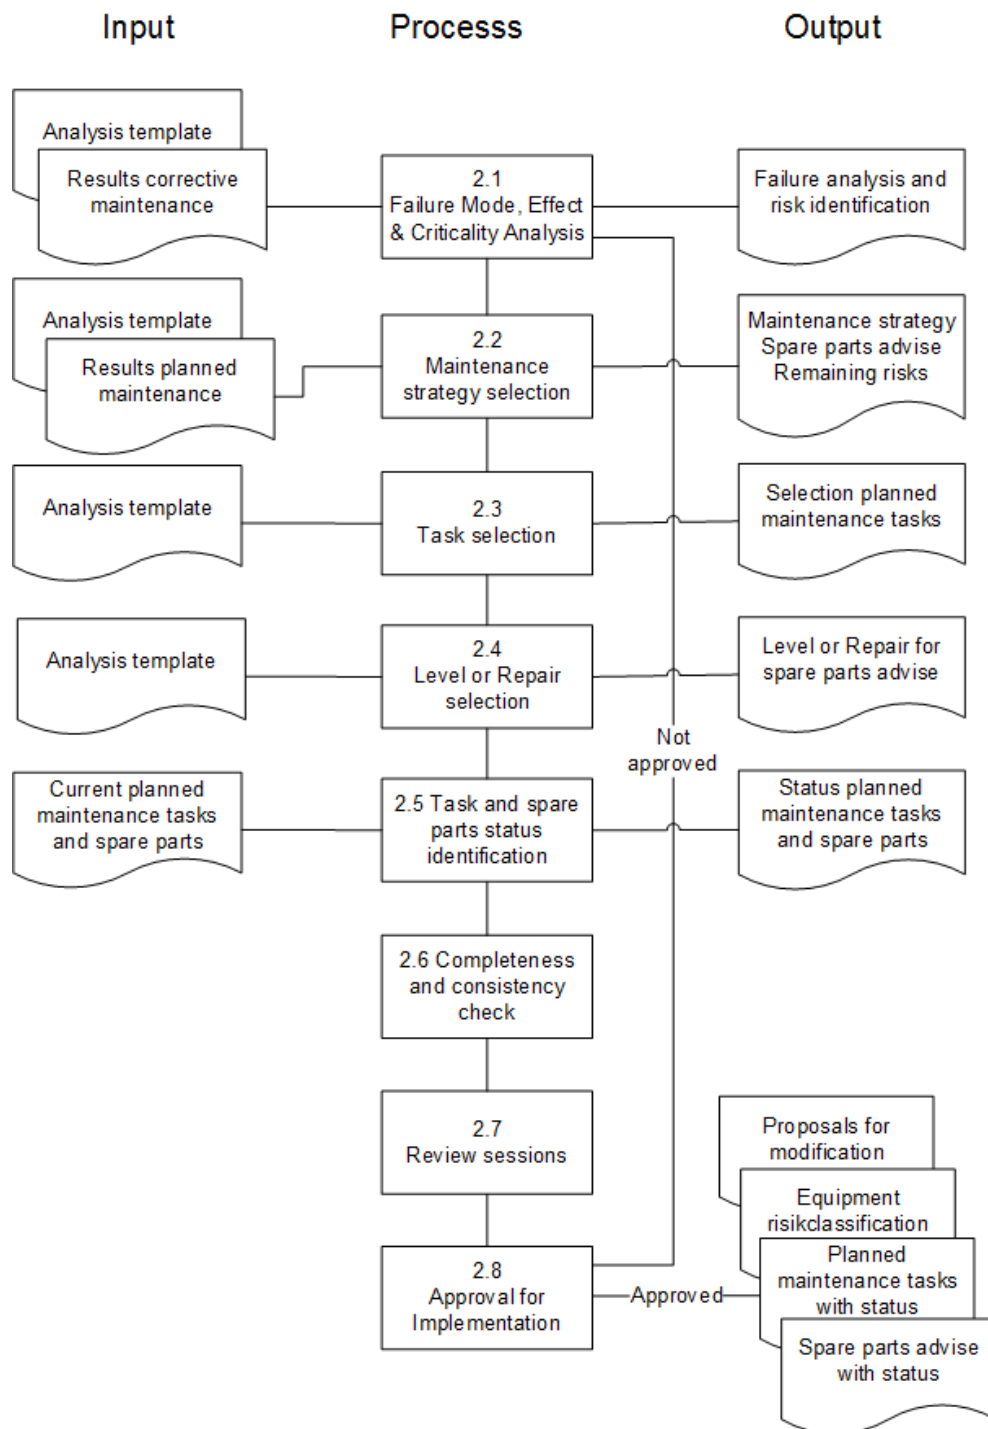 Input
Processs
Output
Analysis template
Results corrective
maintenance
2.1
Failure Mode, Effect
& Criticality Analysis
Failure analysis and
risk identification
Analysis template
Results planned
maintenance
2.2
Maintenance
strategy selection
Maintenance strategy
Spare parts advise
Remaining risks
Analysis template
2.3
Task selection
Selection planned
maintenance tasks
Analysis template
2.4
Level or Repair
selection
Level or Repair for
spare parts advise
Not
approved
Current planned
maintenance tasks
and spare parts
2.5 Task and spare
parts status
identification
Status planned
maintenance tasks
and spare parts
2.6 Completeness
and consistency
check
2.7
Review sessions
Proposals for
modification
Equipment
risikclassification
2.8
Approval for
Implementation
Approved
Planned
maintenance tasks
with status
Spare parts advise
with status